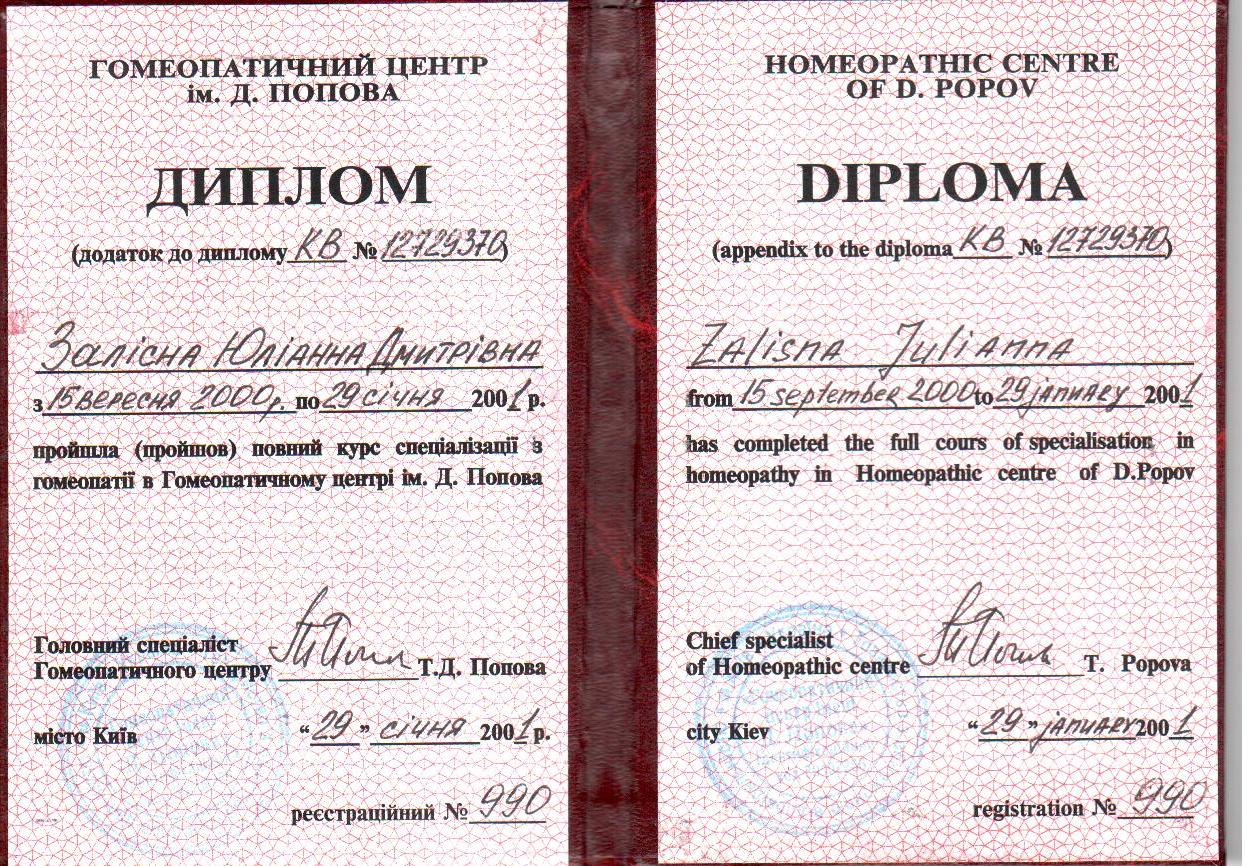 ГОМЕОПАТИЧНИЙ ЦЕНТР
ім. Д. ПОПОВА
ДИПЛОМ
(додаток до диплому КВ № 12729370)
Залісна Юліанна Дмитрівна
з 15 вересня 2000р. по 29 січня 2001 р.
пройшла (пройшов) повний курс спеціалізації з
гомеопатії в Гомеопатичному центрі ім. Д. Попова
Головний спеціаліст
Гомеопатичного центру Т.Д. Попова
місто Київ “29” січня 2001 р.
реєстраційний № 990
HOMEOPATHIC CENTRE
OF D. POPOV
DIPLOMA
(appendix to the diploma КВ № 12729370)
Zalisna Julianna
from 15 september 2000 to 29 january 2001
has completed the full cours of specialisation in
homeopathy in Homeopathic centre of D.Popov
Chief specialist
of Homeopathic centre T. Popova
city Kiev “29” january 2001
registration № 990